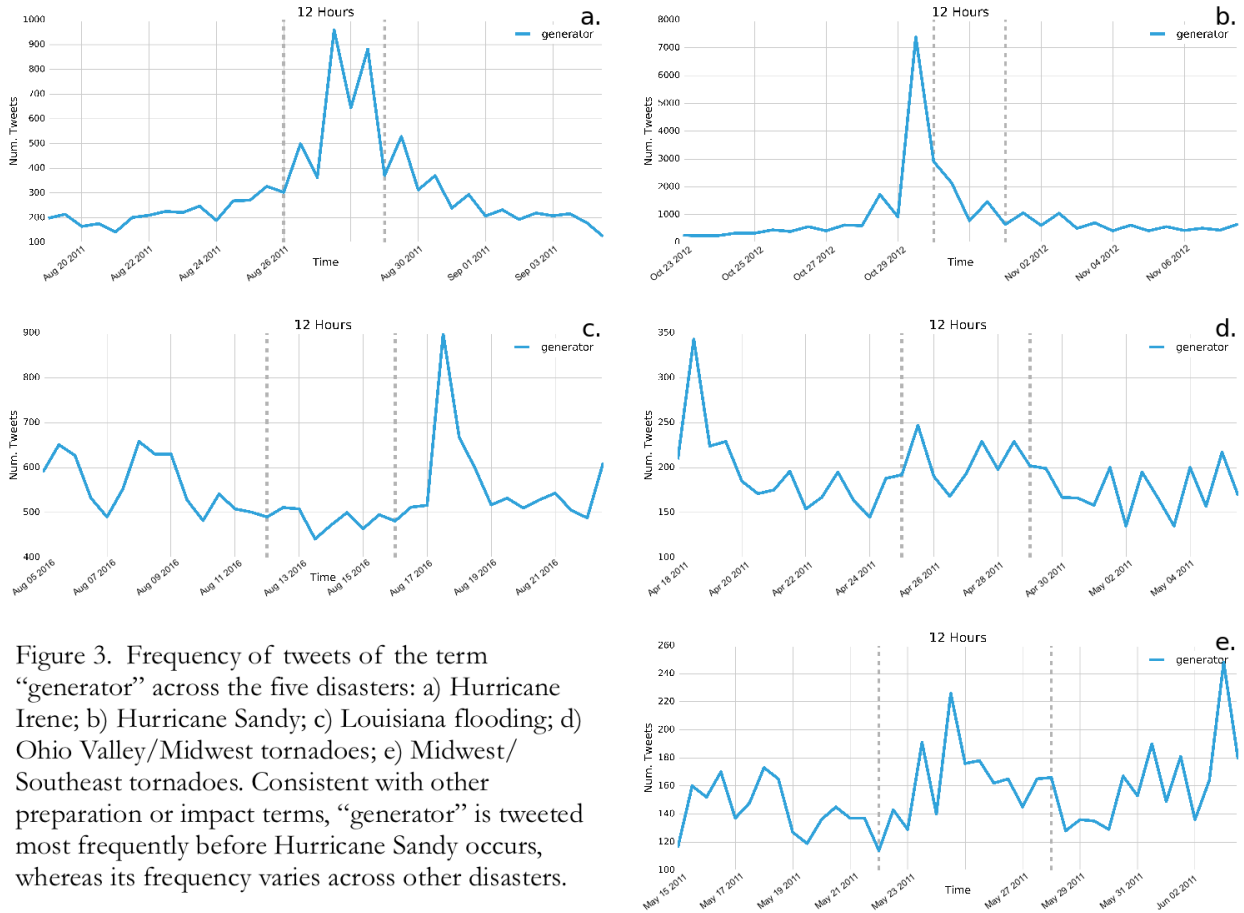 12 Hours
a.
generator
1000
900
800
700
600
500
400
300
200
100
Num. Tweets
Aug 20 2011
Aug 22 2011
Aug 24 2011
Aug 26 2011
Aug 30 2011
Sep 01 2011
Sep 03 2011
Time
12 Hours
b.
generator
8000
7000
6000
5000
4000
3000
2000
1000
0
Num. Tweets
Oct 23 2012
Oct 25 2012
Oct 27 2012
Oct 29 2012
Nov 02 2012
Nov 04 2012
Nov 06 2012
Time
12 Hours
c.
generator
900
800
700
600
500
400
Num. Tweets
Aug 05 2016
Aug 07 2016
Aug 09 2016
Aug 11 2016
Aug 13 2016
Aug 15 2016
Aug 17 2016
Aug 19 2016
Aug 21 2016
Time
12 Hours
d.
generator
350
300
250
200
150
100
Num. Tweets
Apr 18 2011
Apr 20 2011
Apr 22 2011
Apr 24 2011
Apr 26 2011
Apr 28 2011
Apr 30 2011
May 02 2011
May 04 2011
Figure 3. Frequency of tweets of the term
“generator” across the five disasters: a) Hurricane
Irene; b) Hurricane Sandy; c) Louisiana flooding; d)
Ohio Valley/Midwest tornadoes; e) Midwest/
Southeast tornadoes. Consistent with other
preparation or impact terms, “generator” is tweeted
most frequently before Hurricane Sandy occurs,
whereas its frequency varies across other disasters.
12 Hours
e.
generator
260
240
220
200
180
160
140
120
100
Num. Tweets
May 15 2011
May 17 2011
May 19 2011
May 21 2011
May 23 2011
May 27 2011
May 29 2011
May 31 2011
Jun 02 2011
Time